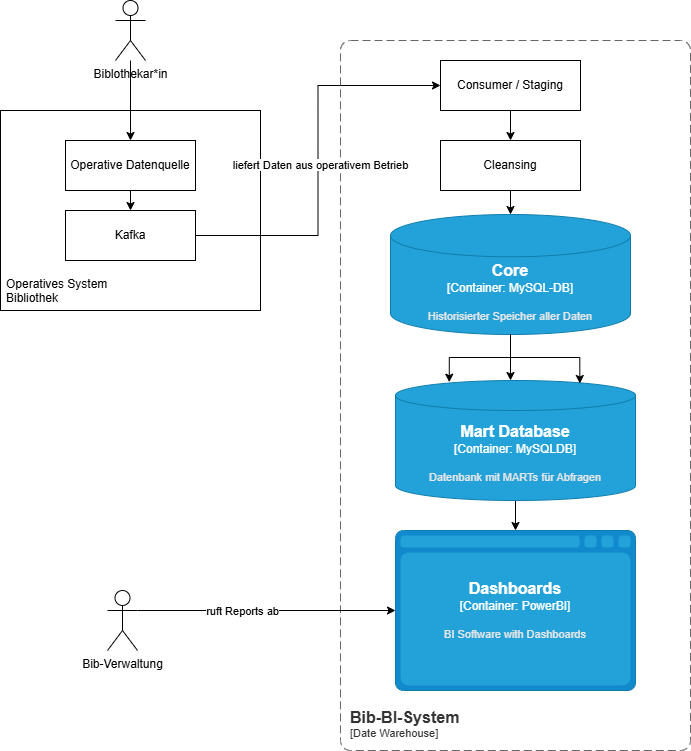 Biblothekar*in
Operative Datenquelle
Kafka
Operatives System
Bibliothek
liefert Daten aus operativem Betrieb
Consumer / Staging
Cleansing
Core
[Container: MySQL-DB]
Historisierter Speicher aller Daten
Mart Database
[Container: MySQLDB]
Datenbank mit MARTs für Abfragen
Dashboards
[Container: PowerBI]
BI Software with Dashboards
ruft Reports ab
Bib-Verwaltung
Bib-BI-System
[Date Warehouse]